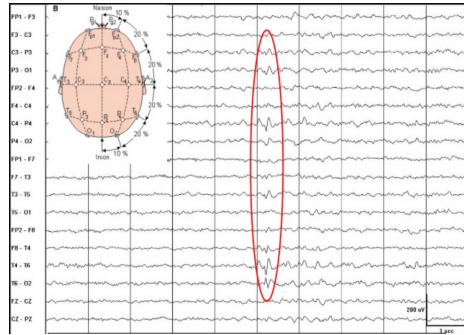 B
Nasion
10 %
20 %
20 %
20 %
20 %
10 %
Inion
FP1 - F3
F3 - C3
C3 - P3
P3 - O1
FP2 - F4
F4 - C4
C4 - P4
P4 - O2
FP1 - F7
F7 - T3
T3 - T5
T5 - O1
FP2 - F8
F8 - T4
T4 - T6
T6 - O2
FZ - CZ
CZ - PZ
200 uV
1 sec